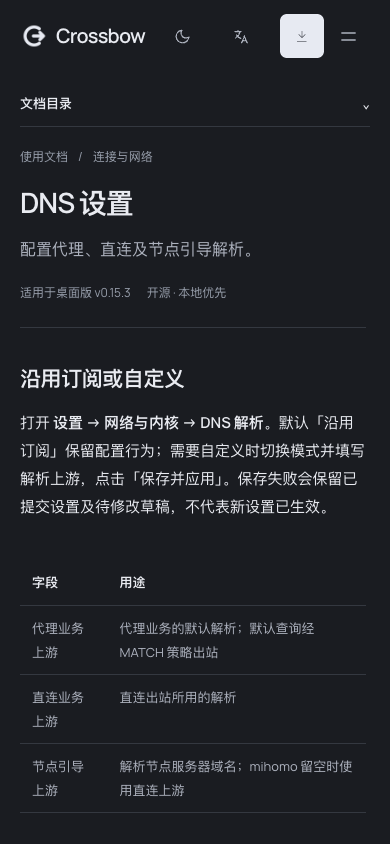 Crossbow
文档目录
使用文档 / 连接与网络
DNS 设置
配置代理、直连及节点引导解析。
适用于桌面版 v0.15.3 开源 · 本地优先
沿用订阅或自定义
打开 设置 → 网络与内核 → DNS 解析。默认「沿用
订阅」保留配置行为；需要自定义时切换模式并填写
解析上游，点击「保存并应用」。保存失败会保留已
提交设置及待修改草稿，不代表新设置已生效。
字段 用途
代理业务 代理业务的默认解析；默认查询经
上游 MATCH 策略出站
直连业务 直连出站所用的解析
上游
节点引导 解析节点服务器域名；mihomo 留空时使
上游 用直连上游